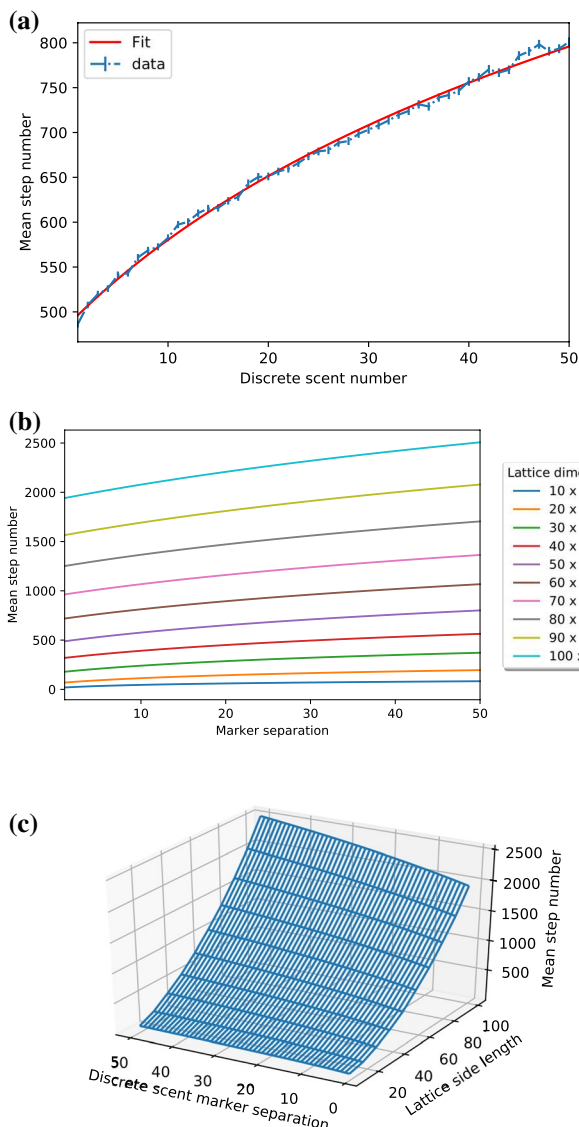 (a)
800
750
700
650
600
550
500
Fit
data
Mean step number
10 20 30 40 50
Discrete scent number
(b)
2500
2000
1500
1000
500
0
Mean step number
10 20 30 40 50
Marker separation
Lattice dime
10 x
20 x
30 x
40 x
50 x
60 x
70 x
80 x
90 x
100 x
(c)
2500
2000
1500
1000
500
Mean step number
50 40 30 20 10 0
Discrete scent marker separation
20 40 60 80 100
Lattice side length